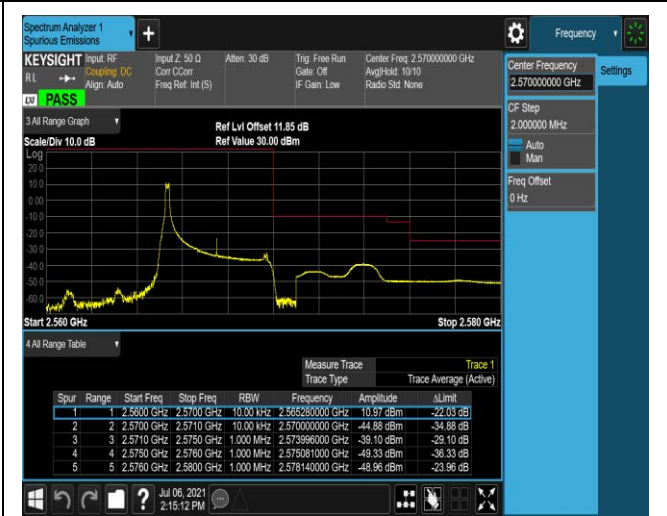 Spectrum Analyzer 1
Spurious Emissions
Frequency
KEYSIGHT
Input: RF
Coupling: DC
Align: Auto
Input Z: 50 Ω
Corr CCorr
Freq Ref: Int (S)
Atten: 30 dB
Trig: Free Run
Gate: Off
IF Gain: Low
Center Freq: 2.570000000 GHz
Avg|Hold: 10/10
Radio Std: None
RL
LXI
PASS
Center Frequency
2.570000000 GHz
Settings
CF Step
2.000000 MHz
Auto
Man
Freq Offset
0 Hz
3 All Range Graph
Ref Lvl Offset 11.85 dB
Scale/Div 10.0 dB
Ref Value 30.00 dBm
Log
20.0
10.0
0.00
-10.0
-20.0
-30.0
-40.0
-50.0
-60.0
Start 2.560 GHz
Stop 2.580 GHz
4 All Range Table
Measure Trace Trace 1
Trace Type Trace Average (Active)
Spur Range Start Freq Stop Freq RBW Frequency Amplitude ΔLimit
1 1 2.5600 GHz 2.5700 GHz 10.00 kHz 2.565280000 GHz 10.97 dBm -22.03 dB
2 2 2.5700 GHz 2.5710 GHz 10.00 kHz 2.570000000 GHz -44.88 dBm -34.88 dB
3 3 2.5710 GHz 2.5750 GHz 1.000 MHz 2.573996000 GHz -39.10 dBm -29.10 dB
4 4 2.5750 GHz 2.5760 GHz 1.000 MHz 2.575081000 GHz -49.33 dBm -36.33 dB
5 5 2.5760 GHz 2.5800 GHz 1.000 MHz 2.578140000 GHz -48.96 dBm -23.96 dB
Jul 06, 2021
2:15:12 PM